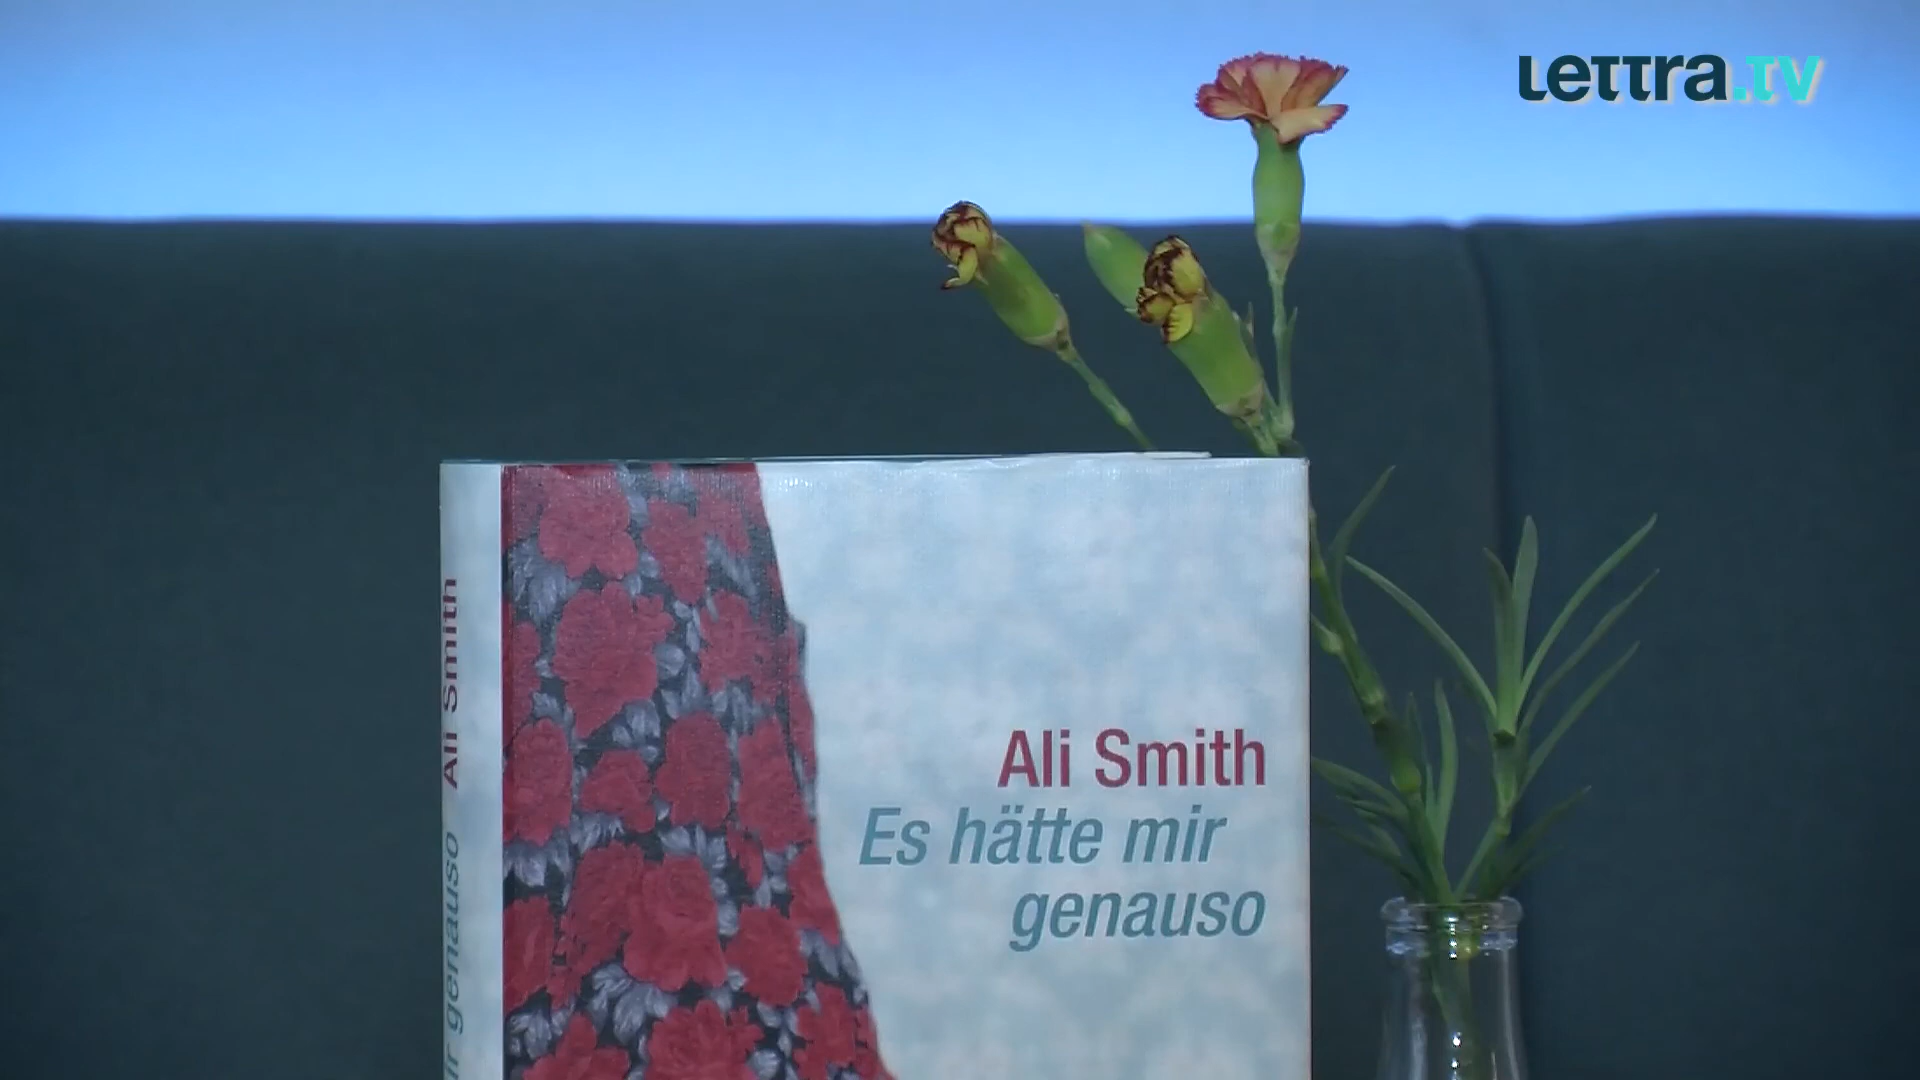 Lettra.TV
Ali Smith
Es hätte mir
genauso
Ali Smith
ir genauso